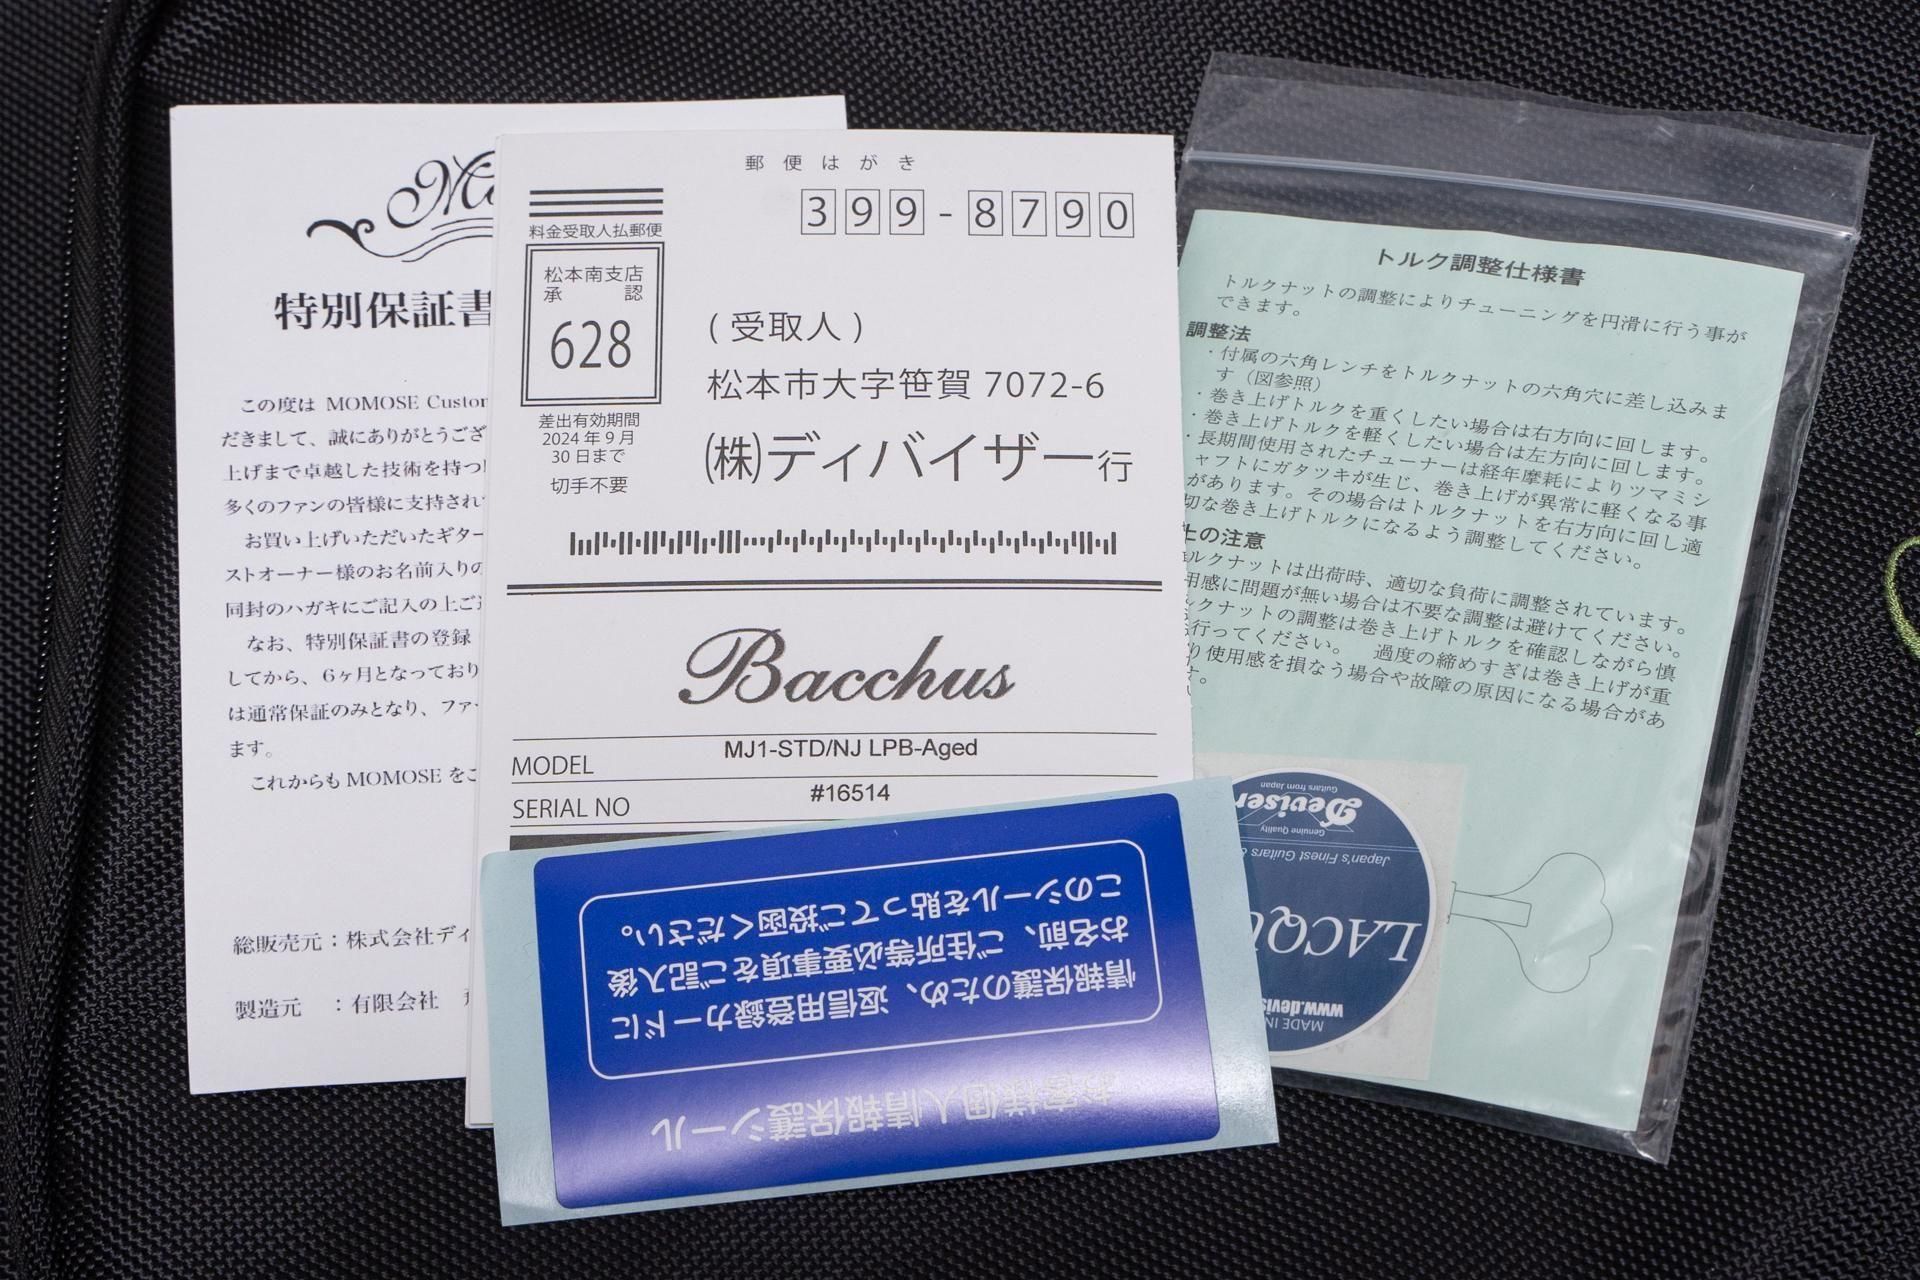 特別保証書
この度は MOMOSE Custom
だきまして、誠にありがとうござ
上げまで卓越した技術を持つ
多くのファンの皆様に支持され
お買い上げいただいたギター
ストオーナー様のお名前入りの
同封のハガキにご記入の上ご
なお、特別保証書の登録
してから、6ヶ月となっており
は通常保証のみとなり、ファ
ます。
これからも MOMOSE をご
総販売元：株式会社ディ
製造元　：有限会社
郵便はがき
399-8790
料金受取人払郵便
松本南支店
承　認
628
差出有効期間
2024年9月
30日まで
切手不要
(受取人)
松本市大字笹賀 7072-6
(株)ディバイザー行
Bacchus
MODEL MJ1-STD/NJ LPB-Aged
SERIAL NO #16514
お客様個人情報保護シール
情報保護のため、返信用登録カードに
お名前、ご住所等必要事項をご記入後
このシールを貼ってご投函ください。
トルク調整仕様書
トルクナットの調整によりチューニングを円滑に行う事が
できます。
調整法
・付属の六角レンチをトルクナットの六角穴に差し込みま
す（図参照）
・巻き上げトルクを重くしたい場合は右方向に回します。
・巻き上げトルクを軽くしたい場合は左方向に回します。
・長期間使用されたチューナーは経年摩耗によりツマミシ
ャフトにガタツキが生じ、巻き上げが異常に軽くなる事
があります。その場合はトルクナットを右方向に回し適
切な巻き上げトルクになるよう調整してください。
上の注意
ルクナットは出荷時、適切な負荷に調整されています。
用感に問題が無い場合は不要な調整は避けてください。
ルクナットの調整は巻き上げトルクを確認しながら慎
行ってください。　過度の締めすぎは巻き上げが重
り使用感を損なう場合や故障の原因になる場合があ
す。
MADE IN
www.devis
LACQU
Japan's Finest Guitars &
Genuine Quality
Deviser
Guitars from Japan